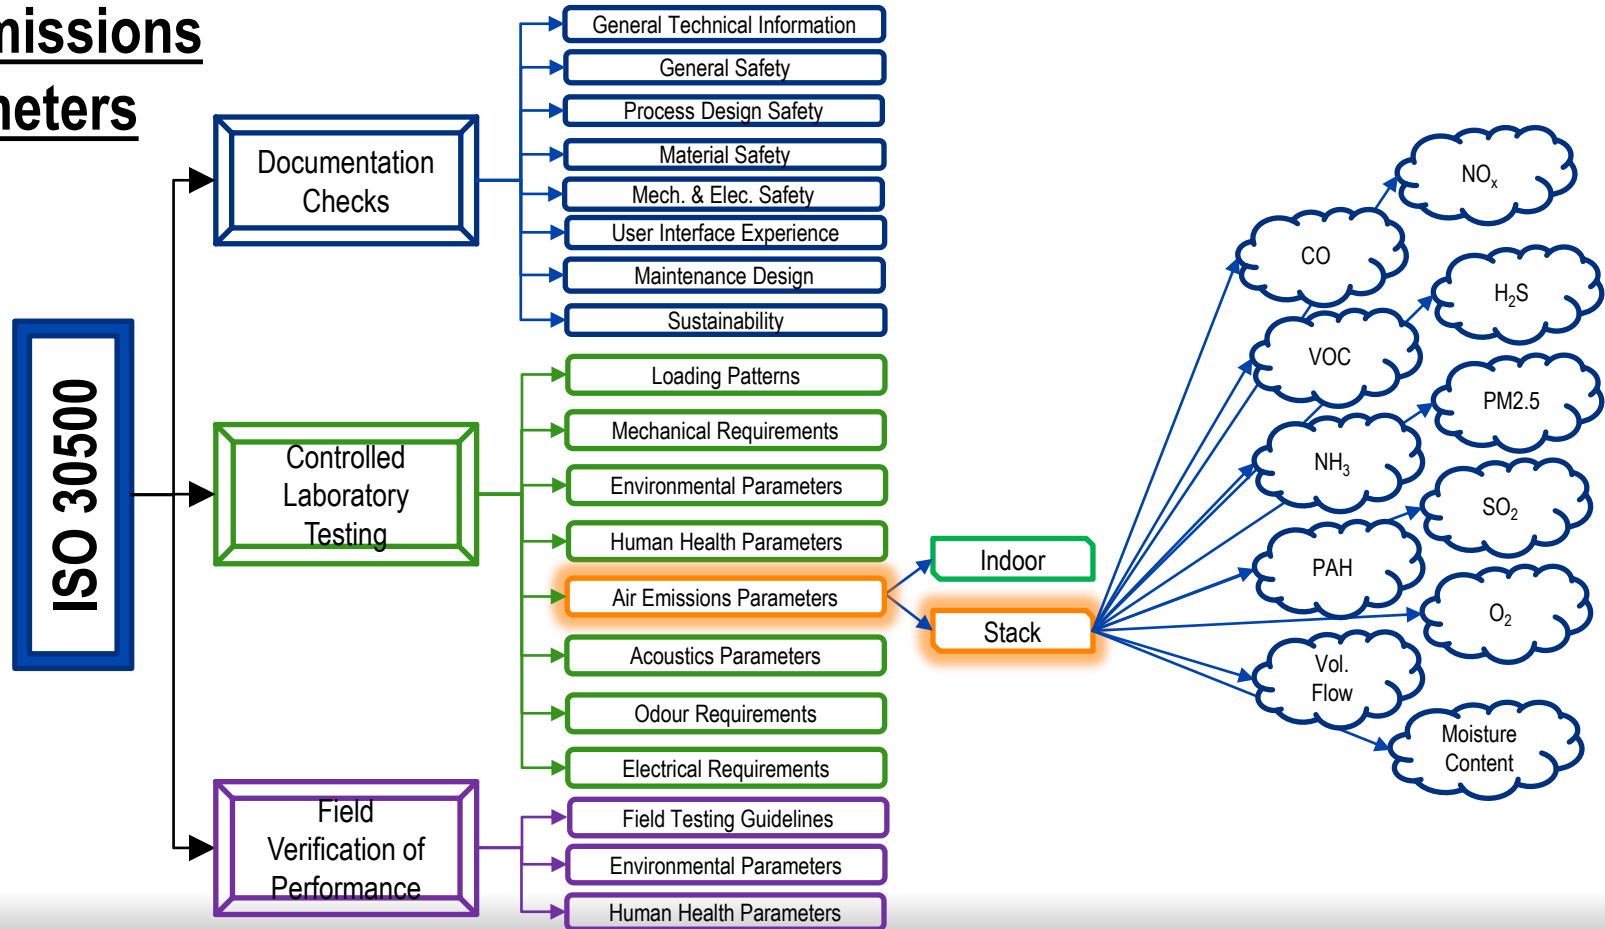 missions
meters
ISO 30500
Documentation
Checks
General Technical Information
General Safety
Process Design Safety
Material Safety
Mech. & Elec. Safety
User Interface Experience
Maintenance Design
Sustainability
Controlled
Laboratory
Testing
Loading Patterns
Mechanical Requirements
Environmental Parameters
Human Health Parameters
Air Emissions Parameters
Acoustics Parameters
Odour Requirements
Electrical Requirements
Field
Verification of
Performance
Field Testing Guidelines
Environmental Parameters
Human Health Parameters
Indoor
Stack
NOₓ
CO
H₂S
VOC
PM2.5
NH₃
SO₂
PAH
O₂
Vol.
Flow
Moisture
Content